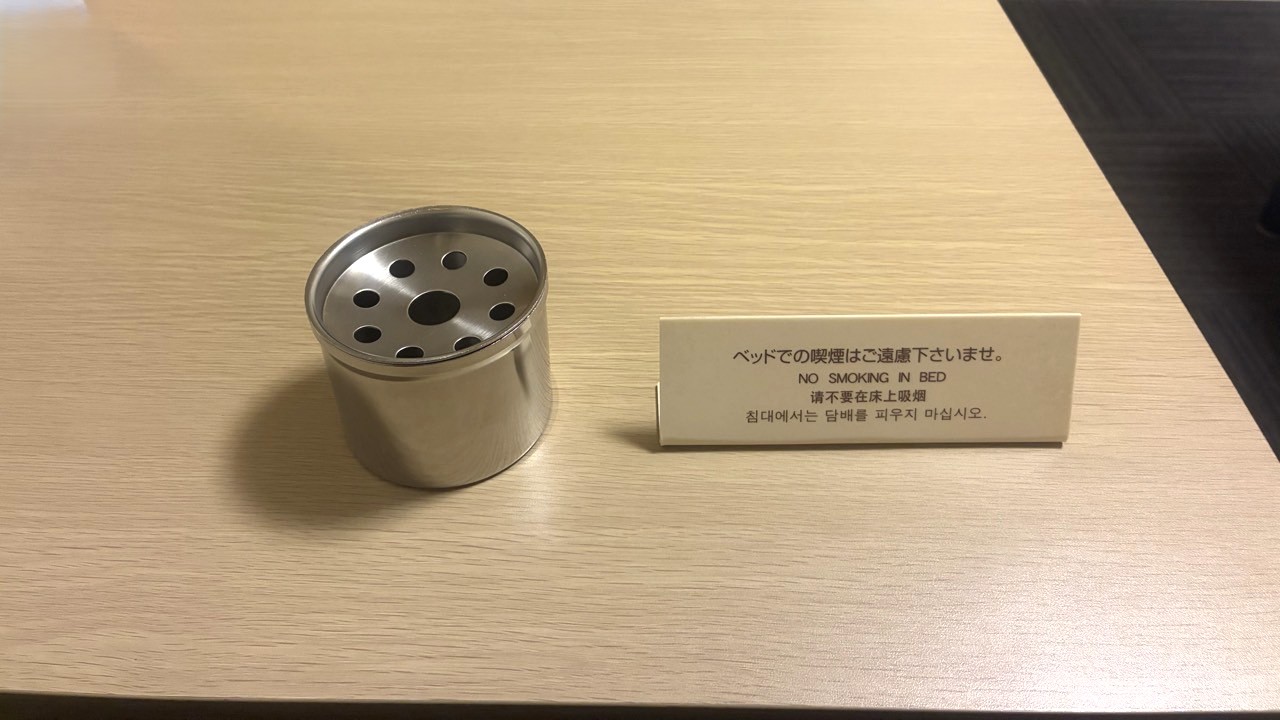 ベッドでの喫煙はご遠慮下さいませ。
NO SMOKING IN BED
请不要在床上吸烟
침대에서는 담배를 피우지 마십시오.